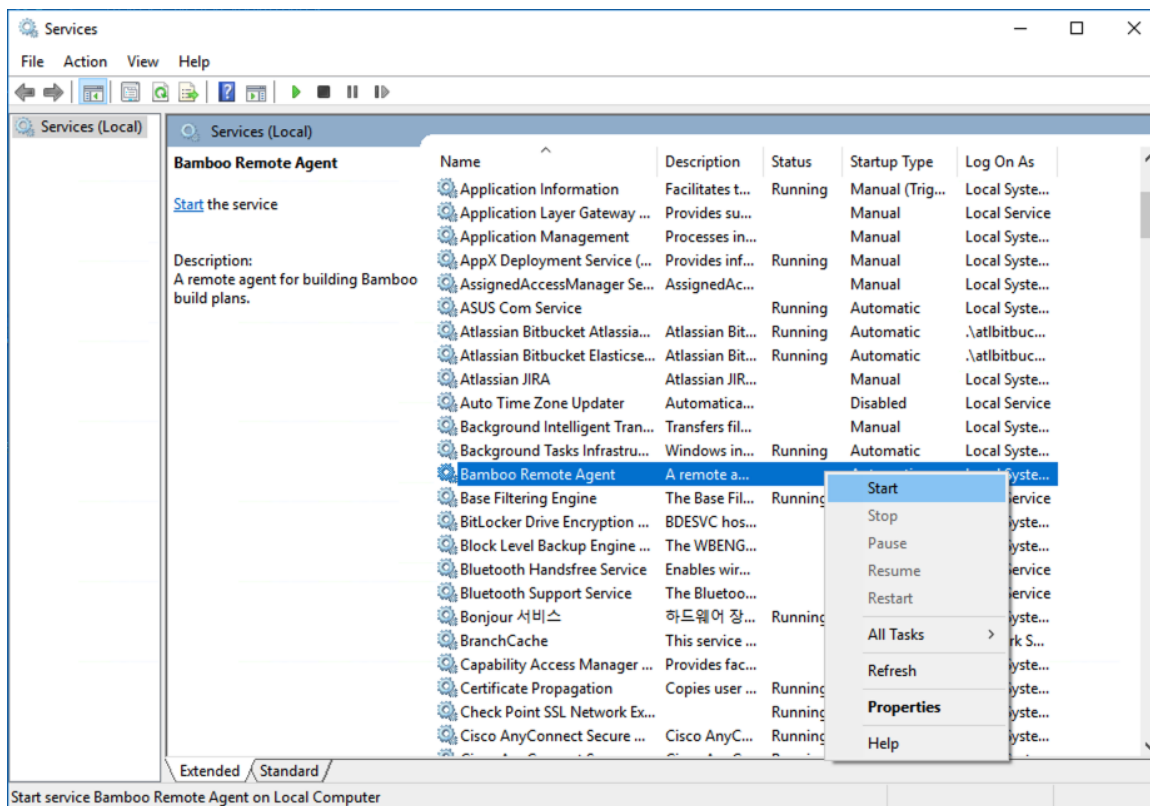 Services
File Action View Help
Services (Local)
Services (Local)
Bamboo Remote Agent
Start the service
Description:
A remote agent for building Bamboo
build plans.
Name Description Status Startup Type Log On As
Application Information Facilitates t... Running Manual (Trig... Local Syste...
Application Layer Gateway ... Provides su... Manual Local Service
Application Management Processes in... Manual Local Syste...
AppX Deployment Service (... Provides inf... Running Manual Local Syste...
AssignedAccessManager Se... AssignedAc... Manual Local Syste...
ASUS Com Service Running Automatic Local Syste...
Atlassian Bitbucket Atlassia... Atlassian Bit... Running Automatic .\atlbitbuc...
Atlassian Bitbucket Elasticse... Atlassian Bit... Running Automatic .\atlbitbuc...
Atlassian JIRA Atlassian JIR... Manual Local Syste...
Auto Time Zone Updater Automatica... Disabled Local Service
Background Intelligent Tran... Transfers fil... Manual Local Syste...
Background Tasks Infrastru... Windows in... Running Automatic Local Syste...
Bamboo Remote Agent A remote a...
Base Filtering Engine The Base Fil... Running
BitLocker Drive Encryption ... BDESVC hos...
Block Level Backup Engine ... The WBENG...
Bluetooth Handsfree Service Enables wir...
Bluetooth Support Service The Bluetoo...
Bonjour 서비스 하드웨어 장... Running
BranchCache This service ...
Capability Access Manager ... Provides fac...
Certificate Propagation Copies user ... Running
Check Point SSL Network Ex... Running
Cisco AnyConnect Secure ... Cisco AnyC... Running
Start
Stop
Pause
Resume
Restart
All Tasks
Refresh
Properties
Help
Extended Standard
Start service Bamboo Remote Agent on Local Computer